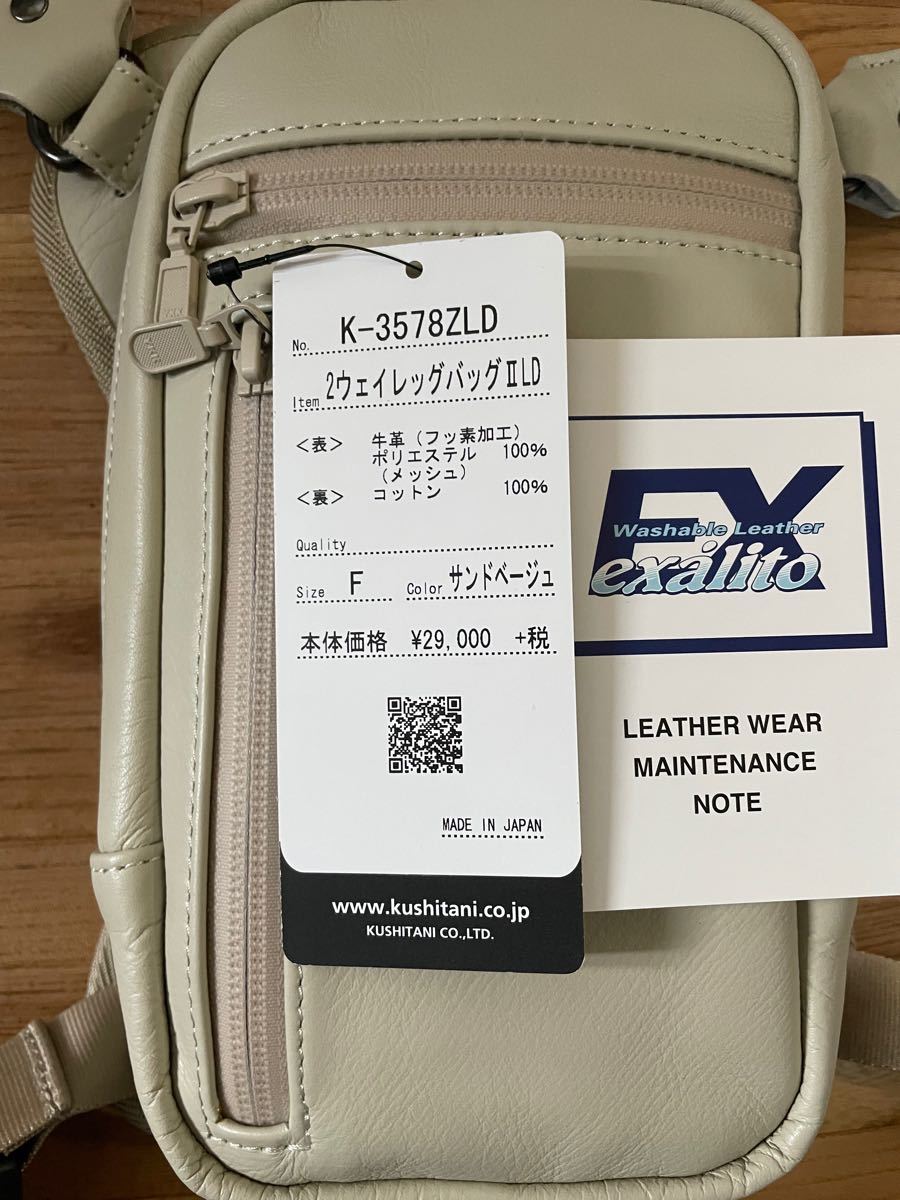 No. K-3578ZLD
Item 2ウェイレッグバッグⅡLD
<表> 牛革(フッ素加工)
ポリエステル 100%
(メッシュ)
<裏> コットン 100%
Quality
Size F Color サンドベージュ
本体価格 ¥29,000 +税
MADE IN JAPAN
www.kushitani.co.jp
KUSHITANI CO.,LTD.
EX
Washable Leather
exalito
LEATHER WEAR
MAINTENANCE
NOTE